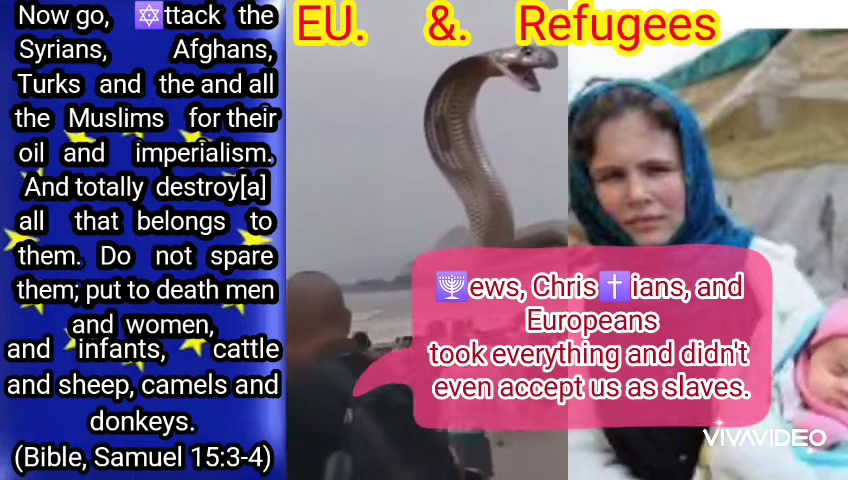 Now go, ✡ttack the
Syrians, Afghans,
Turks and the and all
the Muslims for their
oil and imperialism.
And totally destroy[a]
all that belongs to
them. Do not spare
them; put to death men
and women,
and infants, cattle
and sheep, camels and
donkeys.
(Bible, Samuel 15:3-4)
EU. &. Refugees
🕎ews, Chris✝ians, and
Europeans
took everything and didn't
even accept us as slaves.
VIVAVIDEO